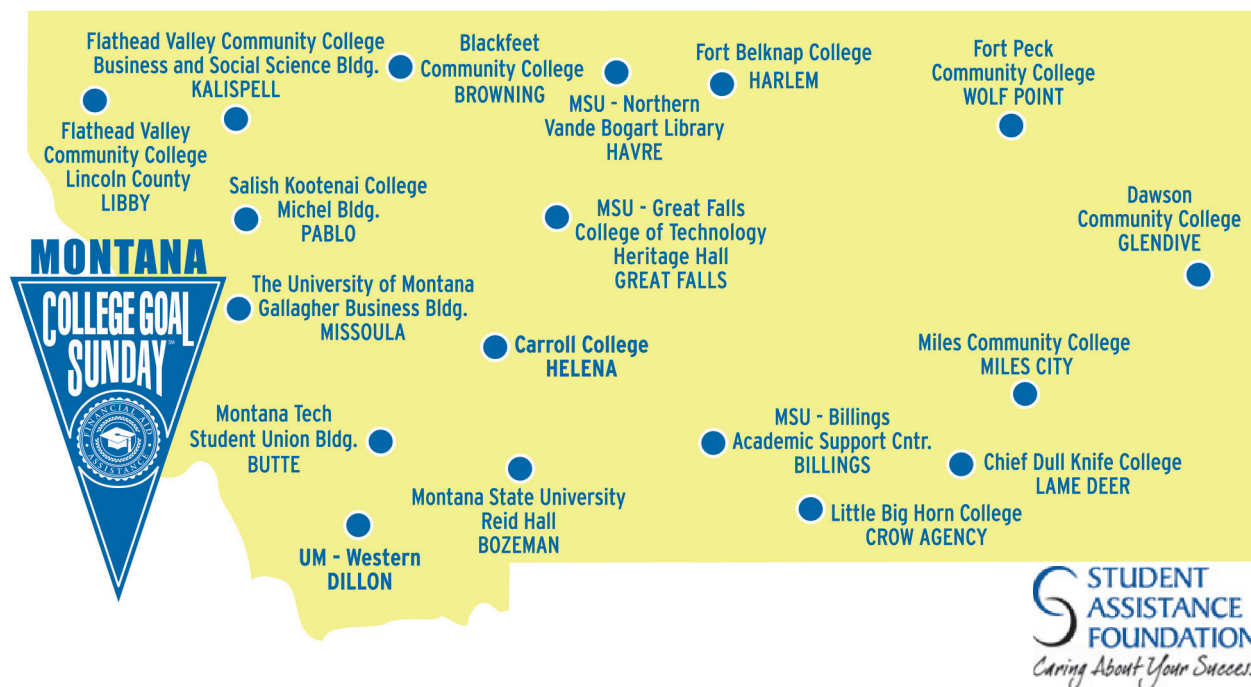 Flathead Valley Community College
Business and Social Science Bldg.
KALISPELL
Blackfeet
Community College
BROWNING
Fort Belknap College
HARLEM
Fort Peck
Community College
WOLF POINT
Flathead Valley
Community College
Lincoln County
LIBBY
MSU - Northern
Vande Bogart Library
HAVRE
Salish Kootenai College
Michel Bldg.
PABLO
MSU - Great Falls
College of Technology
Heritage Hall
GREAT FALLS
Dawson
Community College
GLENDIVE
MONTANA
COLLEGE GOAL
SUNDAY SM
FINANCIAL AID
ASSISTANCE
The University of Montana
Gallagher Business Bldg.
MISSOULA
Carroll College
HELENA
Miles Community College
MILES CITY
Montana Tech
Student Union Bldg.
BUTTE
MSU - Billings
Academic Support Cntr.
BILLINGS
Chief Dull Knife College
LAME DEER
Montana State University
Reid Hall
BOZEMAN
Little Big Horn College
CROW AGENCY
UM - Western
DILLON
STUDENT
ASSISTANCE
FOUNDATION
Caring About Your Success